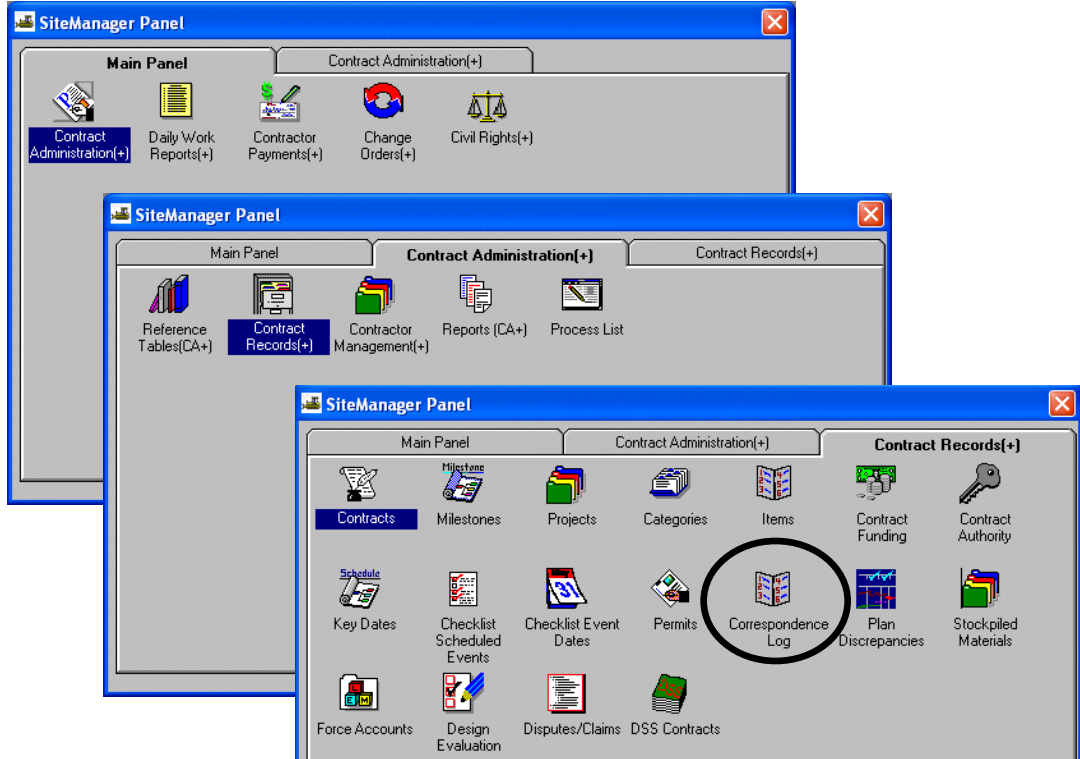 SiteManager Panel
Main Panel
Contract Administration(+)
Contract
Administration(+)
Daily Work
Reports(+)
Contractor
Payments(+)
Change
Orders(+)
Civil Rights(+)
SiteManager Panel
Main Panel
Contract Administration(+)
Contract Records(+)
Reference
Tables(CA+)
Contract
Records(+)
Contractor
Management(+)
Reports (CA+)
Process List
SiteManager Panel
Main Panel
Contract Administration(+)
Contract Records(+)
Contracts
Milestone
Milestones
Projects
Categories
Items
Contract
Funding
Contract
Authority
Schedule
Key Dates
Checklist
Scheduled
Events
May
31
Checklist Event
Dates
Permits
Correspondence
Log
Plan
Discrepancies
Stockpiled
Materials
Force Accounts
Design
Evaluation
Disputes/Claims
DSS
DSS Contracts